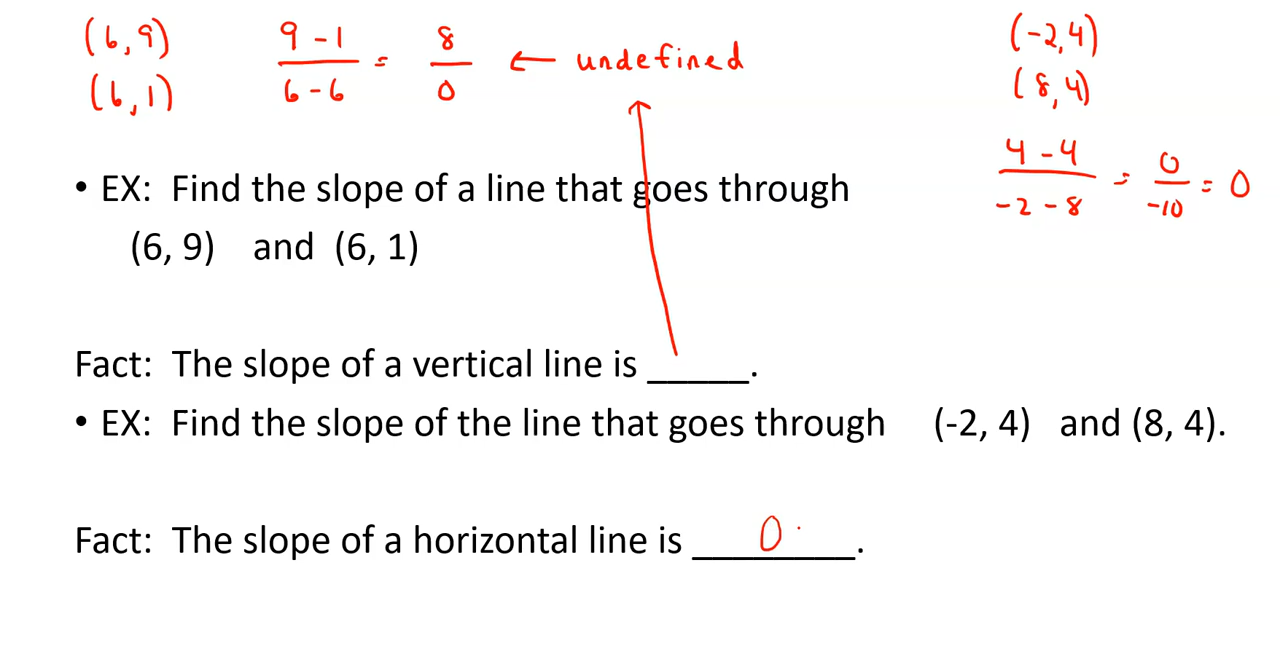 (6, 9)
(6, 1)
9 - 1 / 6 - 6 = 8 / 0 ← undefined
(-2, 4)
(8, 4)
4 - 4 / -2 - 8 = 0 / -10 = 0
• EX: Find the slope of a line that goes through
(6, 9) and (6, 1)
Fact: The slope of a vertical line is _____.
• EX: Find the slope of the line that goes through (-2, 4) and (8, 4).
Fact: The slope of a horizontal line is ___0_____.